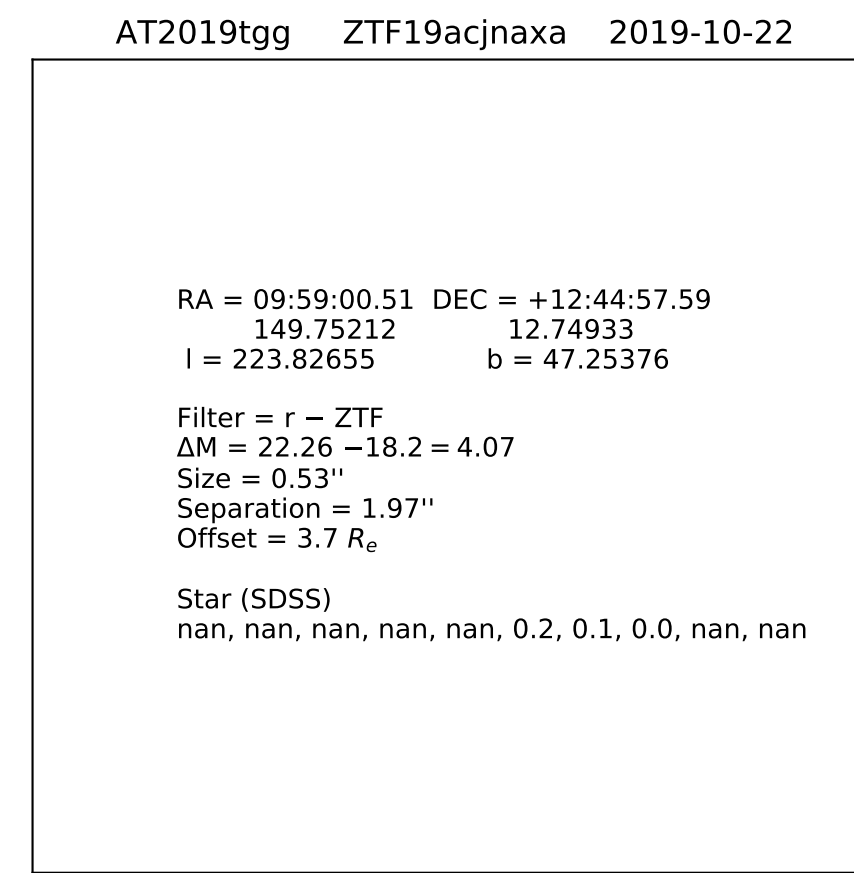 AT2019tgg ZTF19acjnaxa 2019-10-22
RA = 09:59:00.51 DEC = +12:44:57.59
149.75212 12.74933
l = 223.82655 b = 47.25376
Filter = r − ZTF
ΔM = 22.26 −18.2 = 4.07
Size = 0.53''
Separation = 1.97''
Offset = 3.7 Rₑ
Star (SDSS)
nan, nan, nan, nan, nan, 0.2, 0.1, 0.0, nan, nan